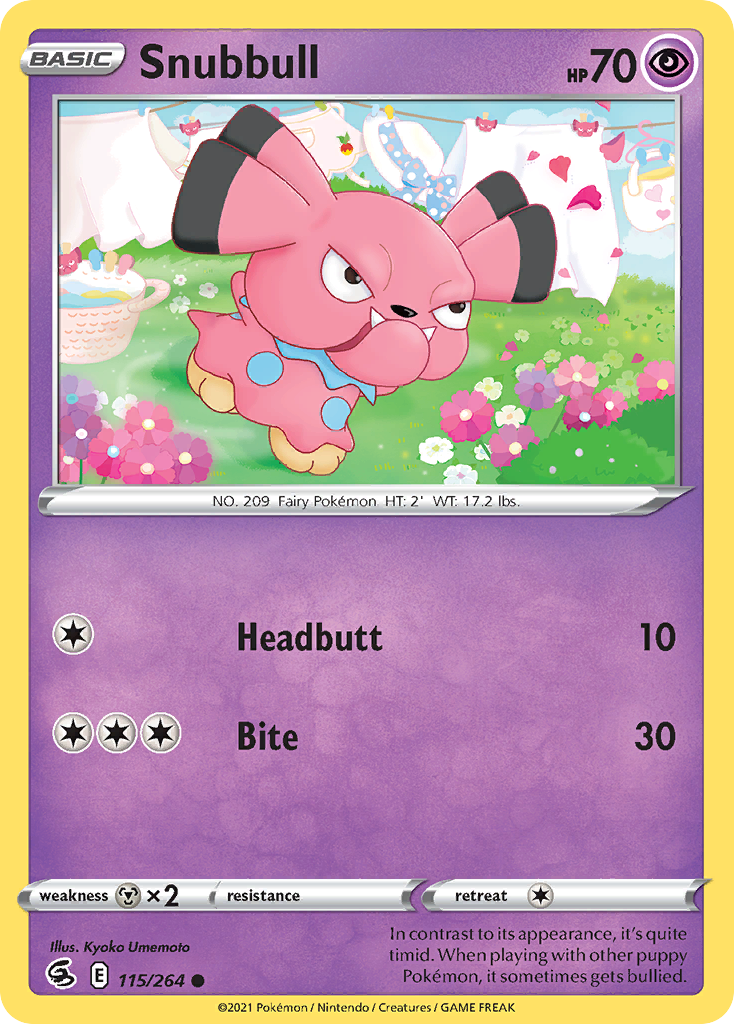 BASIC Snubbull HP70
NO. 209 Fairy Pokémon HT: 2' WT: 17.2 lbs.
Headbutt 10
Bite 30
weakness ×2 resistance retreat
Illus. Kyoko Umemoto
In contrast to its appearance, it's quite
timid. When playing with other puppy
Pokémon, it sometimes gets bullied.
E 115/264
©2021 Pokémon / Nintendo / Creatures / GAME FREAK